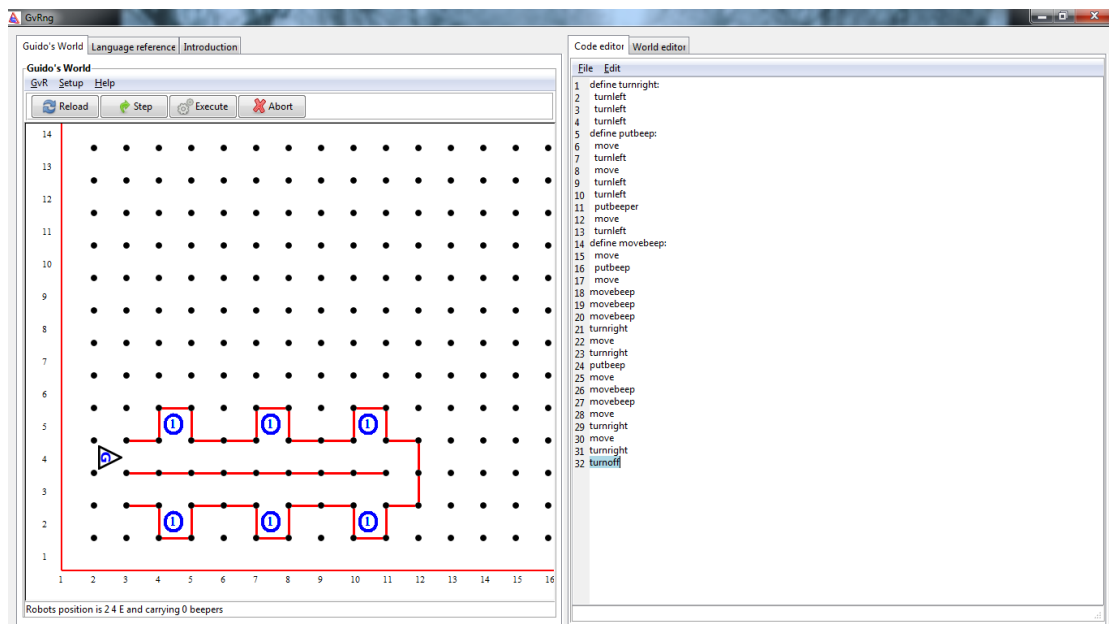 GvRng
Guido's World Language reference Introduction
Guido's World
GvR Setup Help
Reload Step Execute Abort
14
13
12
11
10
9
8
7
6
5
4
3
2
1
1 1 1
G
1 1 1
1 2 3 4 5 6 7 8 9 10 11 12 13 14 15 16
Robots position is 2 4 E and carrying 0 beepers
Code editor World editor
File Edit
1 define turnright:
2 turnleft
3 turnleft
4 turnleft
5 define putbeep:
6 move
7 turnleft
8 move
9 turnleft
10 turnleft
11 putbeeper
12 move
13 turnleft
14 define movebeep:
15 move
16 putbeep
17 move
18 movebeep
19 movebeep
20 movebeep
21 turnright
22 move
23 turnright
24 putbeep
25 move
26 movebeep
27 movebeep
28 move
29 turnright
30 move
31 turnright
32 turnoff